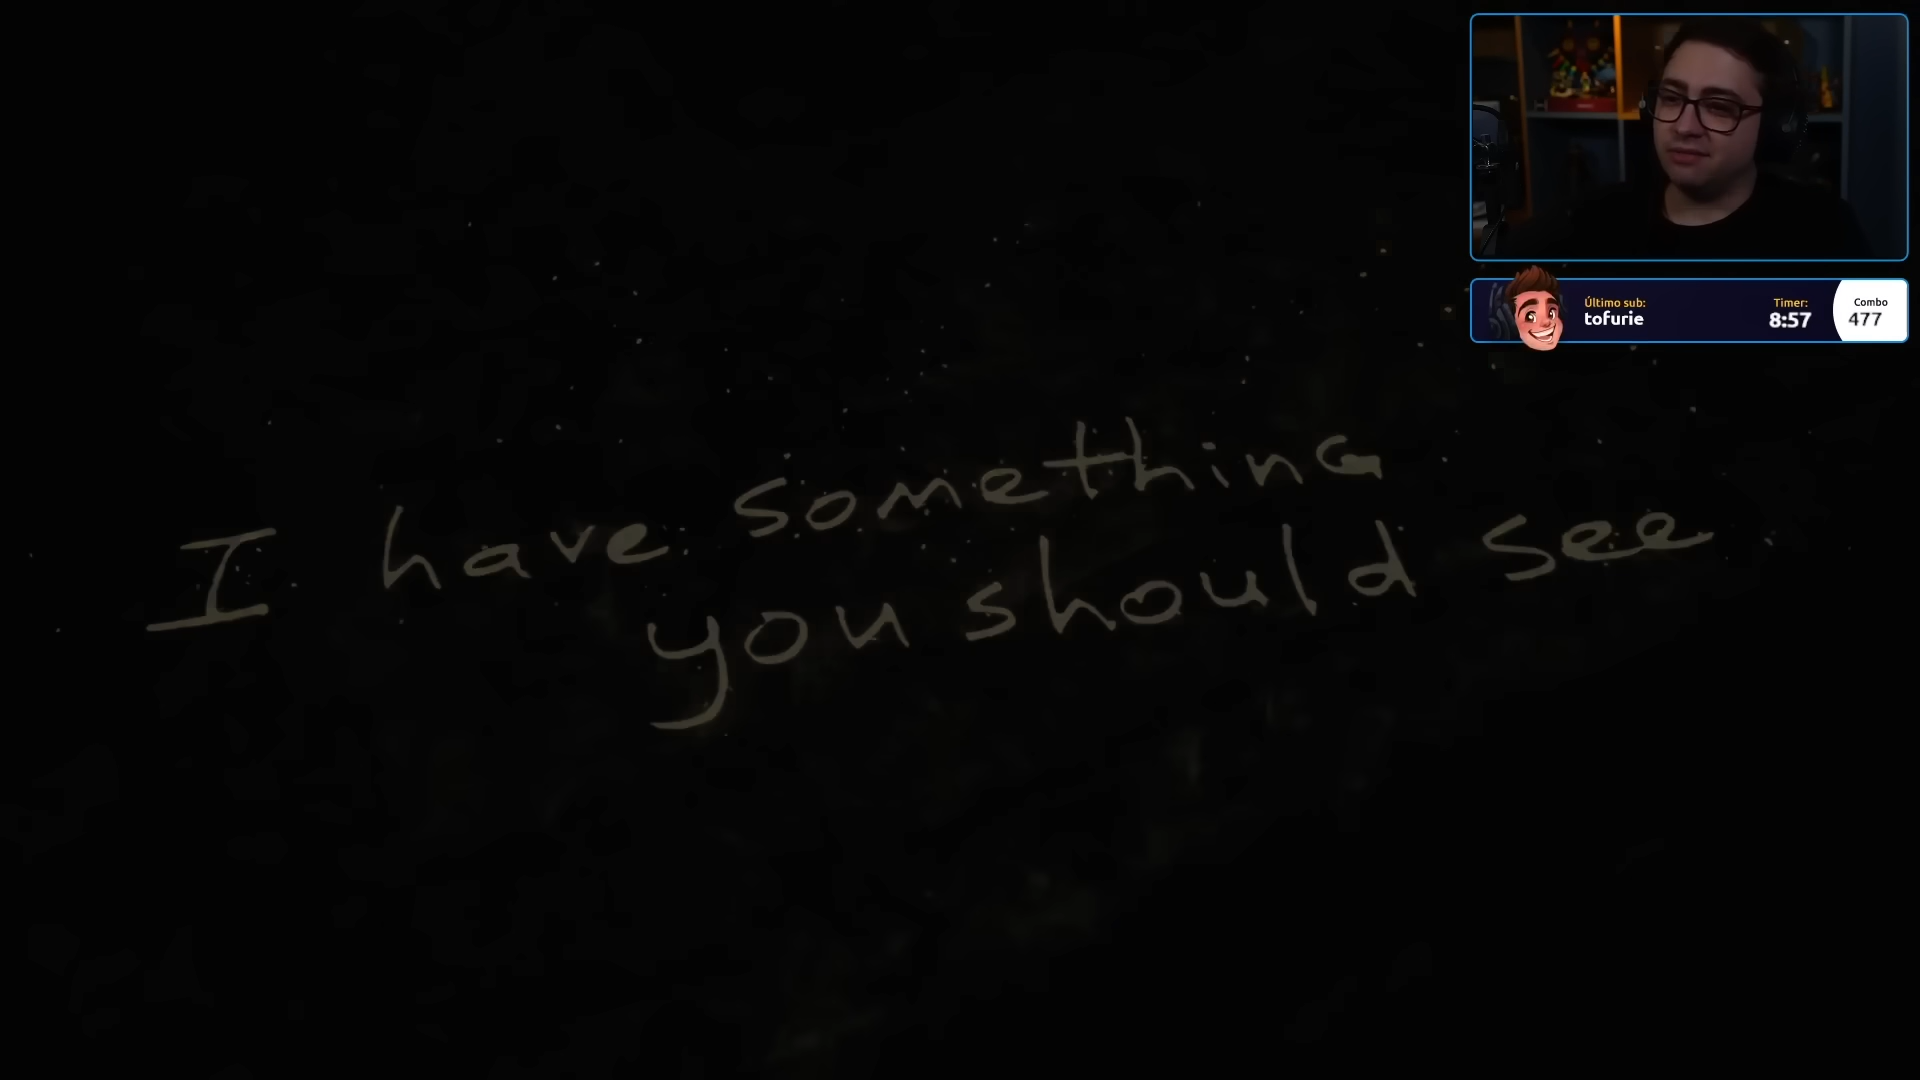 I have something
you should see
Último sub:
tofurie
Timer:
8:57
Combo
477